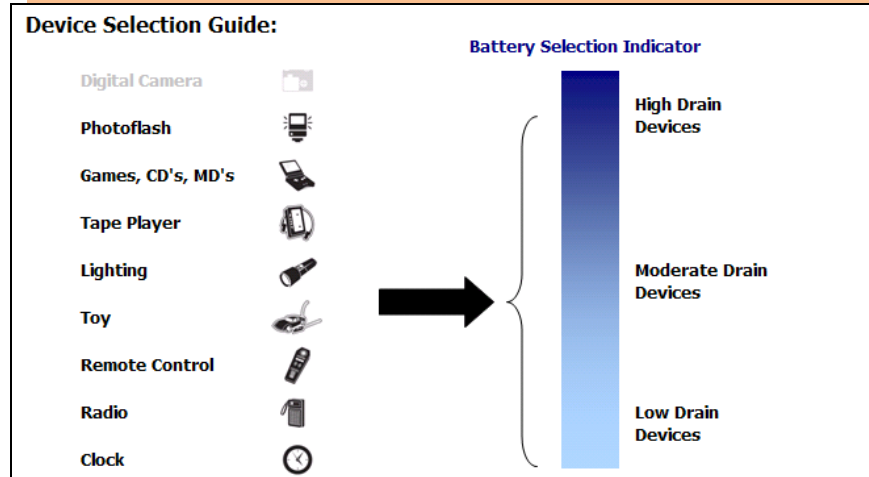 Device Selection Guide:
Battery Selection Indicator
Digital Camera
Photoflash
Games, CD's, MD's
Tape Player
Lighting
Toy
Remote Control
Radio
Clock
High Drain
Devices
Moderate Drain
Devices
Low Drain
Devices